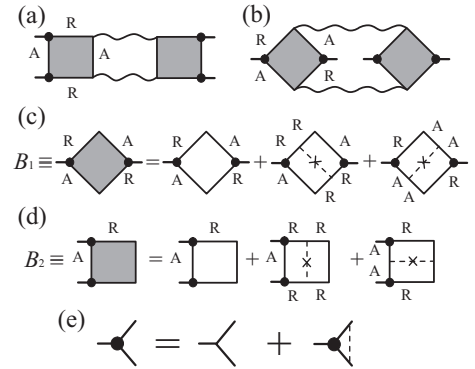 (a) (b)
R
A A
R
R A
A R
(c)
R A R A R A
B₁ ≡ = + +
A R A R A R
R A
(d)
R R R R R
B₂ ≡ A = A + A + A
A
R R R
(e)
= +